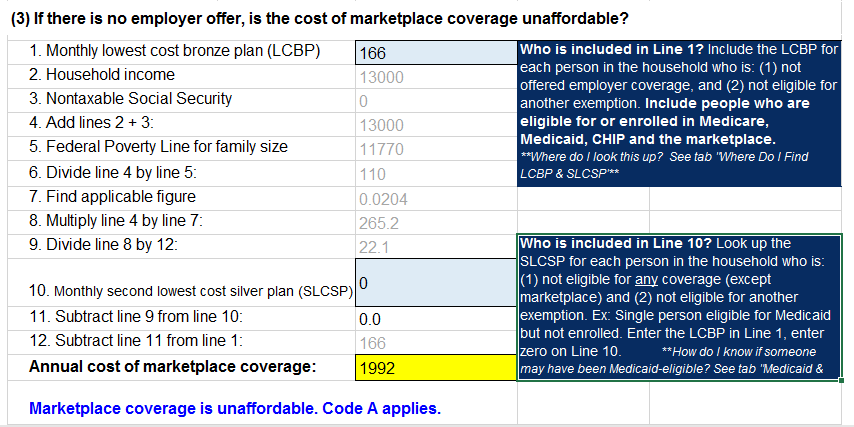 (3) If there is no employer offer, is the cost of marketplace coverage unaffordable?
1. Monthly lowest cost bronze plan (LCBP) 166
2. Household income 13000
3. Nontaxable Social Security 0
4. Add lines 2 + 3: 13000
5. Federal Poverty Line for family size 11770
6. Divide line 4 by line 5: 110
7. Find applicable figure 0.0204
8. Multiply line 4 by line 7: 265.2
9. Divide line 8 by 12: 22.1
10. Monthly second lowest cost silver plan (SLCSP) 0
11. Subtract line 9 from line 10: 0.0
12. Subtract line 11 from line 1: 166
Annual cost of marketplace coverage: 1992
Marketplace coverage is unaffordable. Code A applies.
Who is included in Line 1? Include the LCBP for
each person in the household who is: (1) not
offered employer coverage, and (2) not eligible for
another exemption. Include people who are
eligible for or enrolled in Medicare,
Medicaid, CHIP and the marketplace.
**Where do I look this up? See tab "Where Do I Find
LCBP & SLCSP"**
Who is included in Line 10? Look up the
SLCSP for each person in the household who is:
(1) not eligible for any coverage (except
marketplace) and (2) not eligible for another
exemption. Ex: Single person eligible for Medicaid
but not enrolled. Enter the LCBP in Line 1, enter
zero on Line 10. **How do I know if someone
may have been Medicaid-eligible? See tab "Medicaid &